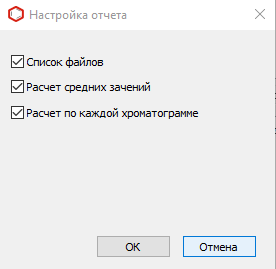 Настройка отчета
Список файлов
Расчет средних зачений
Расчет по каждой хроматограмме
OK
Отмена